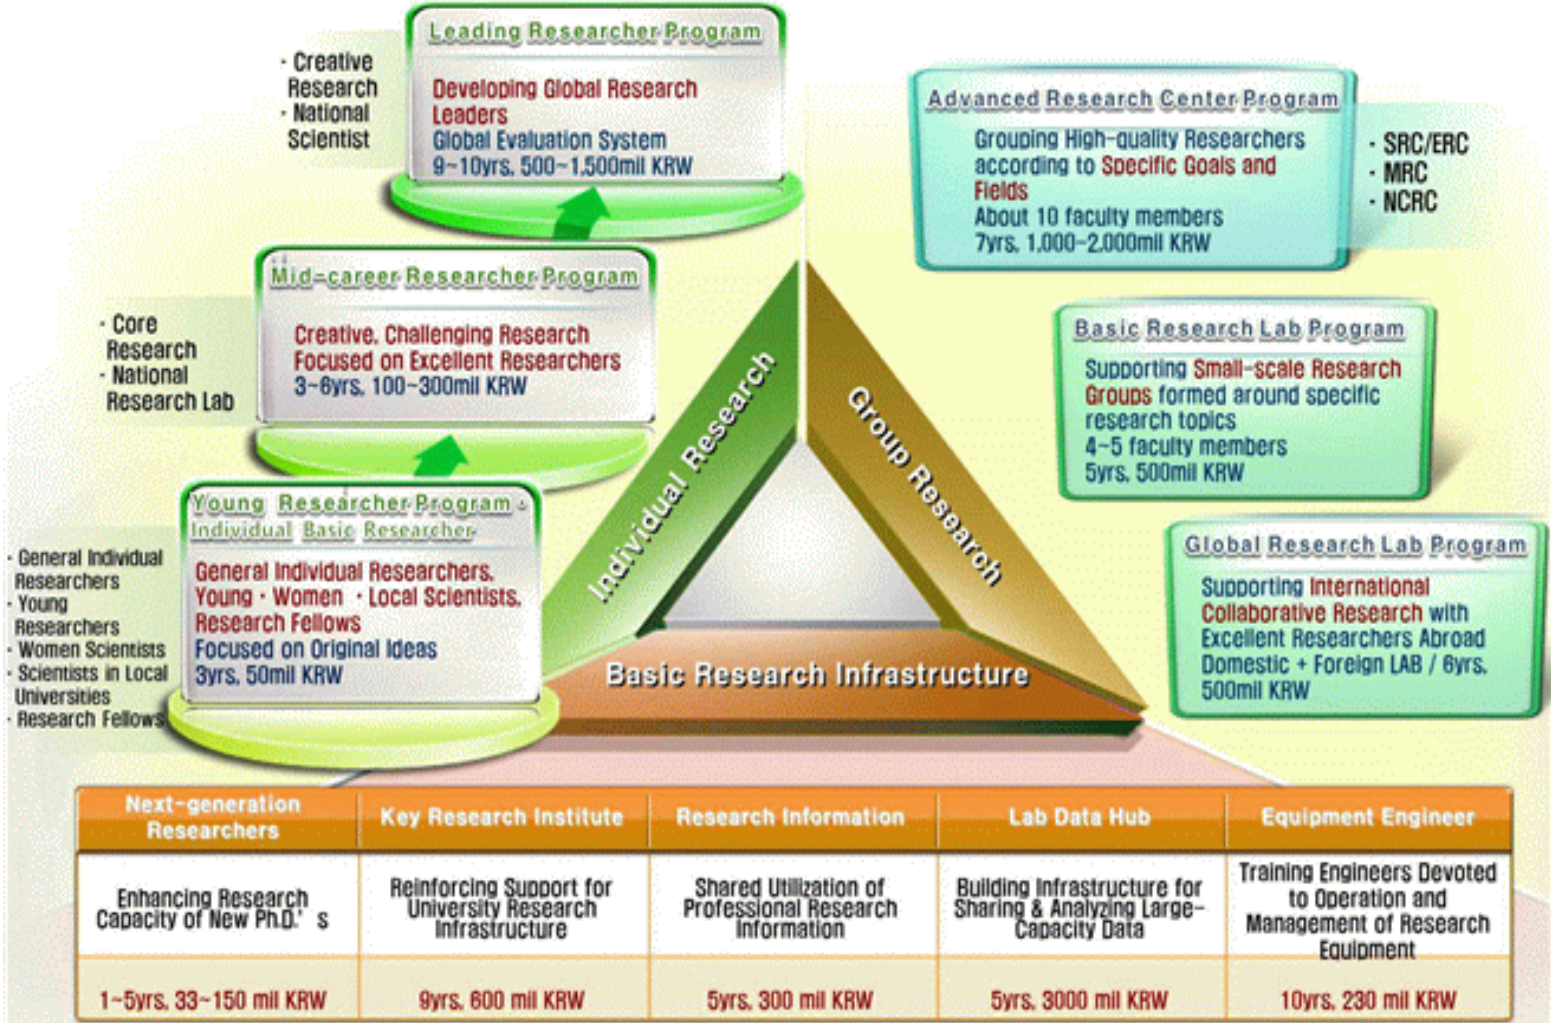 Leading Researcher Program
Developing Global Research
Leaders
Global Evaluation System
9~10yrs, 500~1,500mil KRW
· Creative
Research
· National
Scientist
Mid-career Researcher Program
Creative, Challenging Research
Focused on Excellent Researchers
3~6yrs, 100~300mil KRW
· Core
Research
· National
Research Lab
Young Researcher Program ·
Individual Basic Researcher
General Individual Researchers,
Young · Women · Local Scientists,
Research Fellows
Focused on Original Ideas
3yrs, 50mil KRW
· General Individual
Researchers
· Young
Researchers
· Women Scientists
· Scientists in Local
Universities
· Research Fellows
Individual Research
Group Research
Basic Research Infrastructure
Advanced Research Center Program
Grouping High-quality Researchers
according to Specific Goals and
Fields
About 10 faculty members
7yrs, 1,000-2,000mil KRW
· SRC/ERC
· MRC
· NCRC
Basic Research Lab Program
Supporting Small-scale Research
Groups formed around specific
research topics
4~5 faculty members
5yrs, 500mil KRW
Global Research Lab Program
Supporting International
Collaborative Research with
Excellent Researchers Abroad
Domestic + Foreign LAB / 6yrs,
500mil KRW
Next-generation
Researchers
Enhancing Research
Capacity of New Ph.D.' s
1~5yrs, 33~150 mil KRW
Key Research Institute
Reinforcing Support for
University Research
Infrastructure
9yrs, 600 mil KRW
Research Information
Shared Utilization of
Professional Research
Information
5yrs, 300 mil KRW
Lab Data Hub
Building Infrastructure for
Sharing & Analyzing Large-
Capacity Data
5yrs, 3000 mil KRW
Equipment Engineer
Training Engineers Devoted
to Operation and
Management of Research
Equipment
10yrs, 230 mil KRW